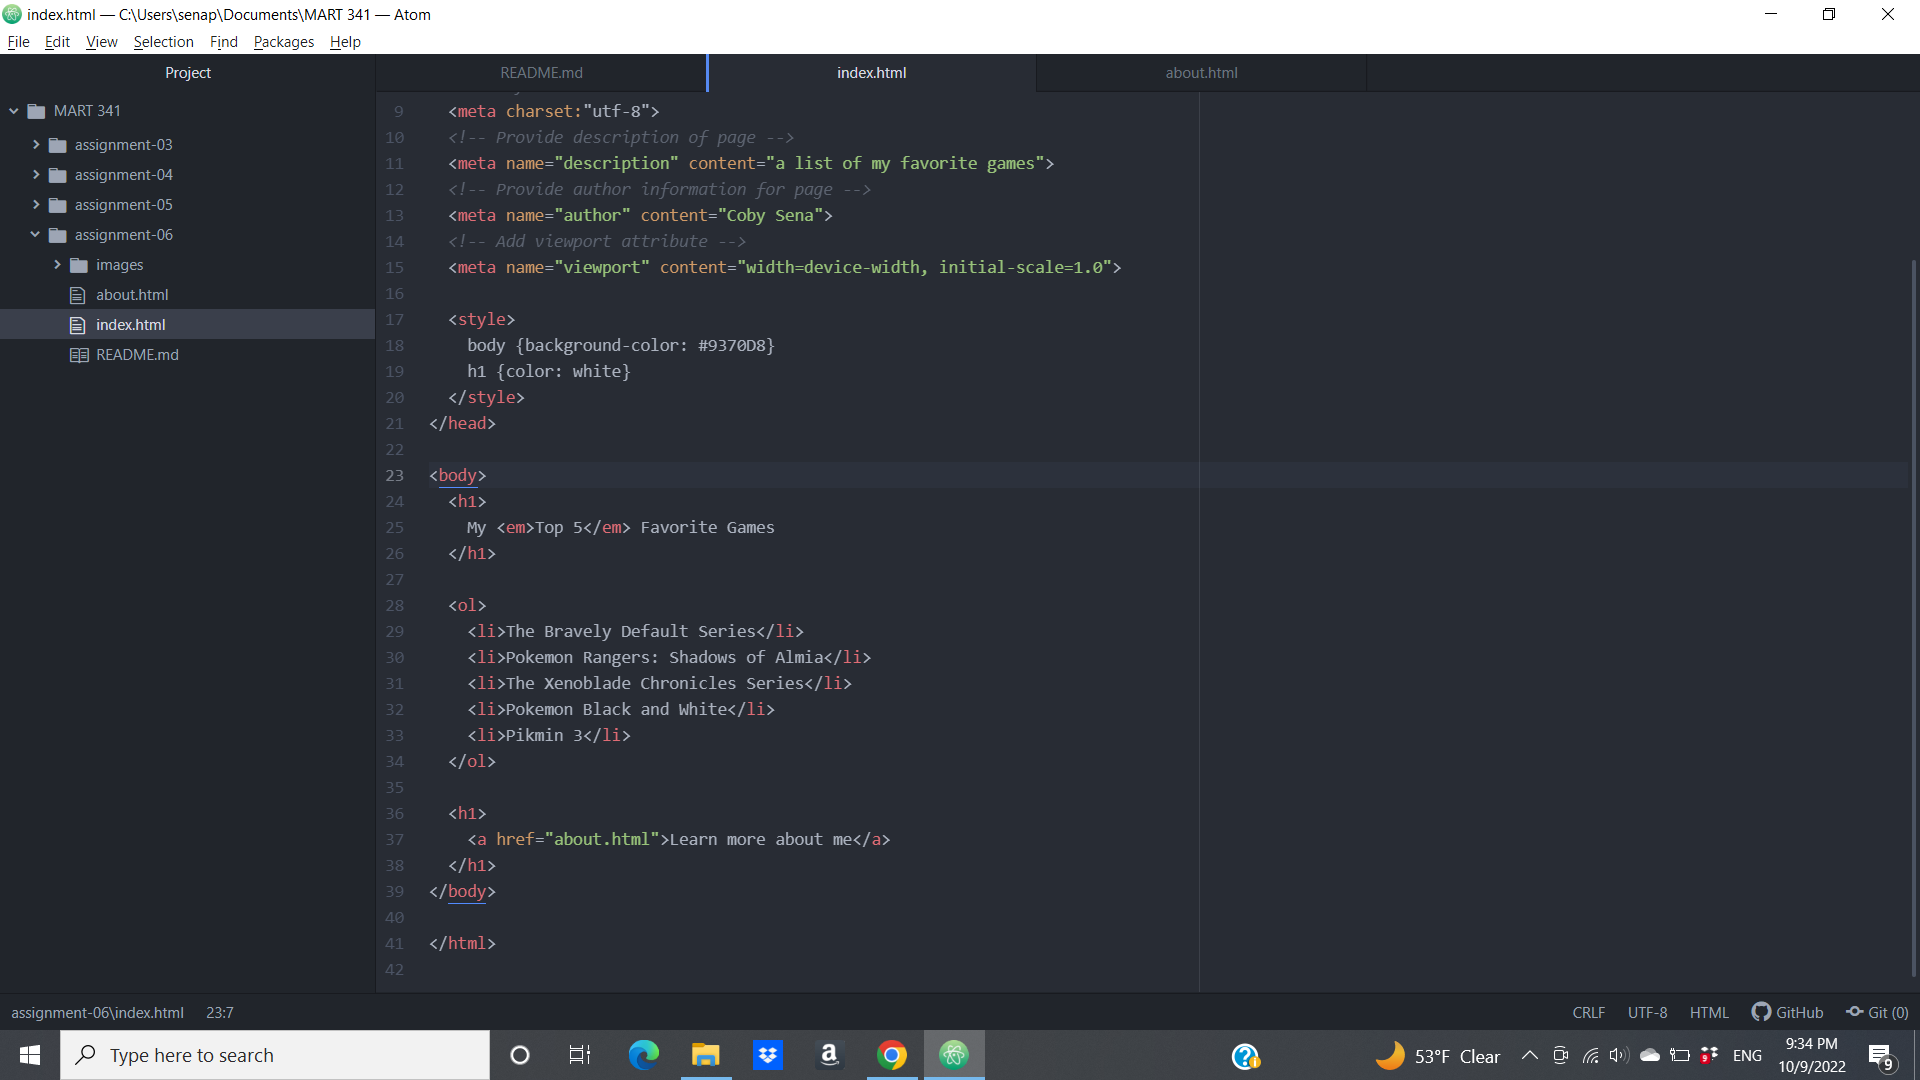 index.html — C:\Users\senap\Documents\MART 341 — Atom
File Edit View Selection Find Packages Help
Project
README.md
index.html
about.html
MART 341
assignment-03
assignment-04
assignment-05
assignment-06
images
about.html
index.html
README.md
9 <meta charset:"utf-8">
10 <!-- Provide description of page -->
11 <meta name="description" content="a list of my favorite games">
12 <!-- Provide author information for page -->
13 <meta name="author" content="Coby Sena">
14 <!-- Add viewport attribute -->
15 <meta name="viewport" content="width=device-width, initial-scale=1.0">
16
17 <style>
18 body {background-color: #9370D8}
19 h1 {color: white}
20 </style>
21 </head>
22
23 <body>
24 <h1>
25 My <em>Top 5</em> Favorite Games
26 </h1>
27
28 <ol>
29 <li>The Bravely Default Series</li>
30 <li>Pokemon Rangers: Shadows of Almia</li>
31 <li>The Xenoblade Chronicles Series</li>
32 <li>Pokemon Black and White</li>
33 <li>Pikmin 3</li>
34 </ol>
35
36 <h1>
37 <a href="about.html">Learn more about me</a>
38 </h1>
39 </body>
40
41 </html>
42
assignment-06\index.html 23:7
CRLF UTF-8 HTML GitHub Git (0)
Type here to search
53°F Clear
ENG
9:34 PM
10/9/2022
9